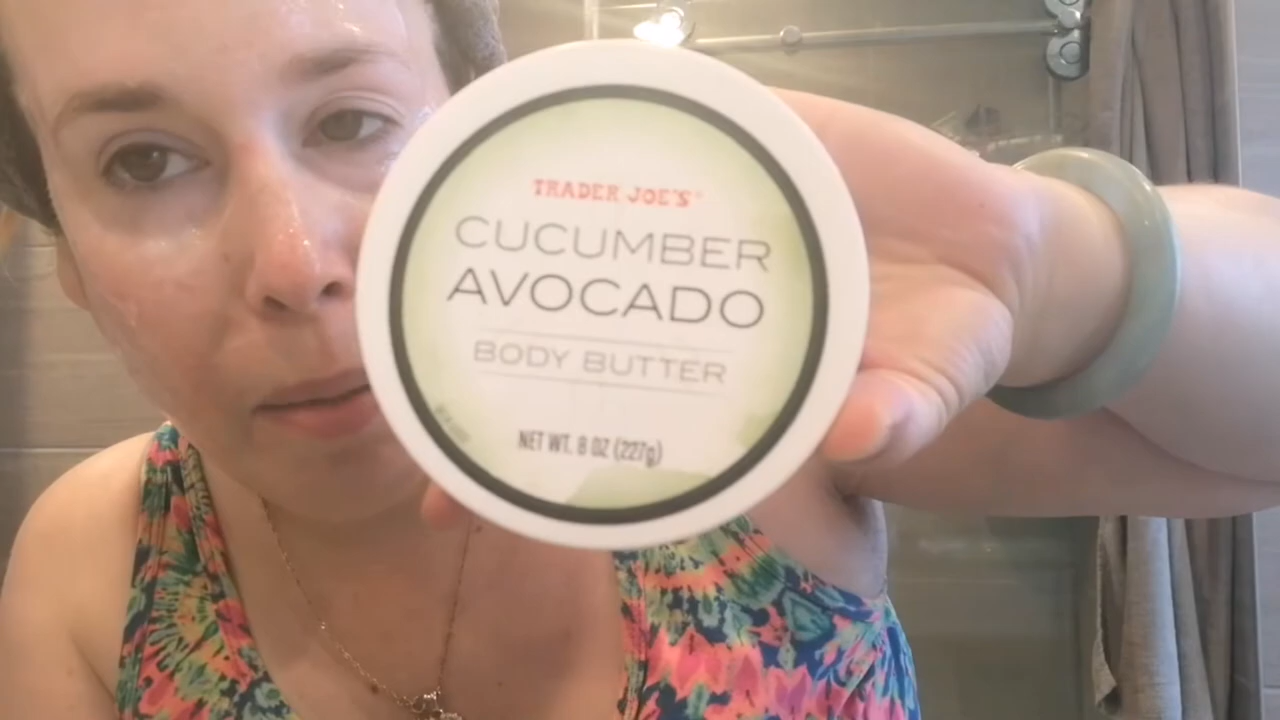 TRADER JOE'S
CUCUMBER
AVOCADO
BODY BUTTER
NET WT. 8 OZ (227g)